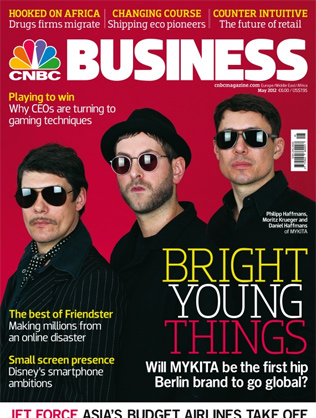 HOOKED ON AFRICA
Drugs firms migrate
CHANGING COURSE
Shipping eco pioneers
COUNTER INTUITIVE
The future of retail
CNBC
BUSINESS
cnbcmagazine.com Europe/Middle East/Africa
May 2012
Playing to win
Why CEOs are turning to
gaming techniques
Philipp Haffmans,
Moritz Krueger and
Daniel Haffmans
of MYKITA
BRIGHT
YOUNG
THINGS
Will MYKITA be the first hip
Berlin brand to go global?
The best of Friendster
Making millions from
an online disaster
Small screen presence
Disney's smartphone
ambitions
JET FORCE ASIA'S BUDGET AIRLINES TAKE OFF